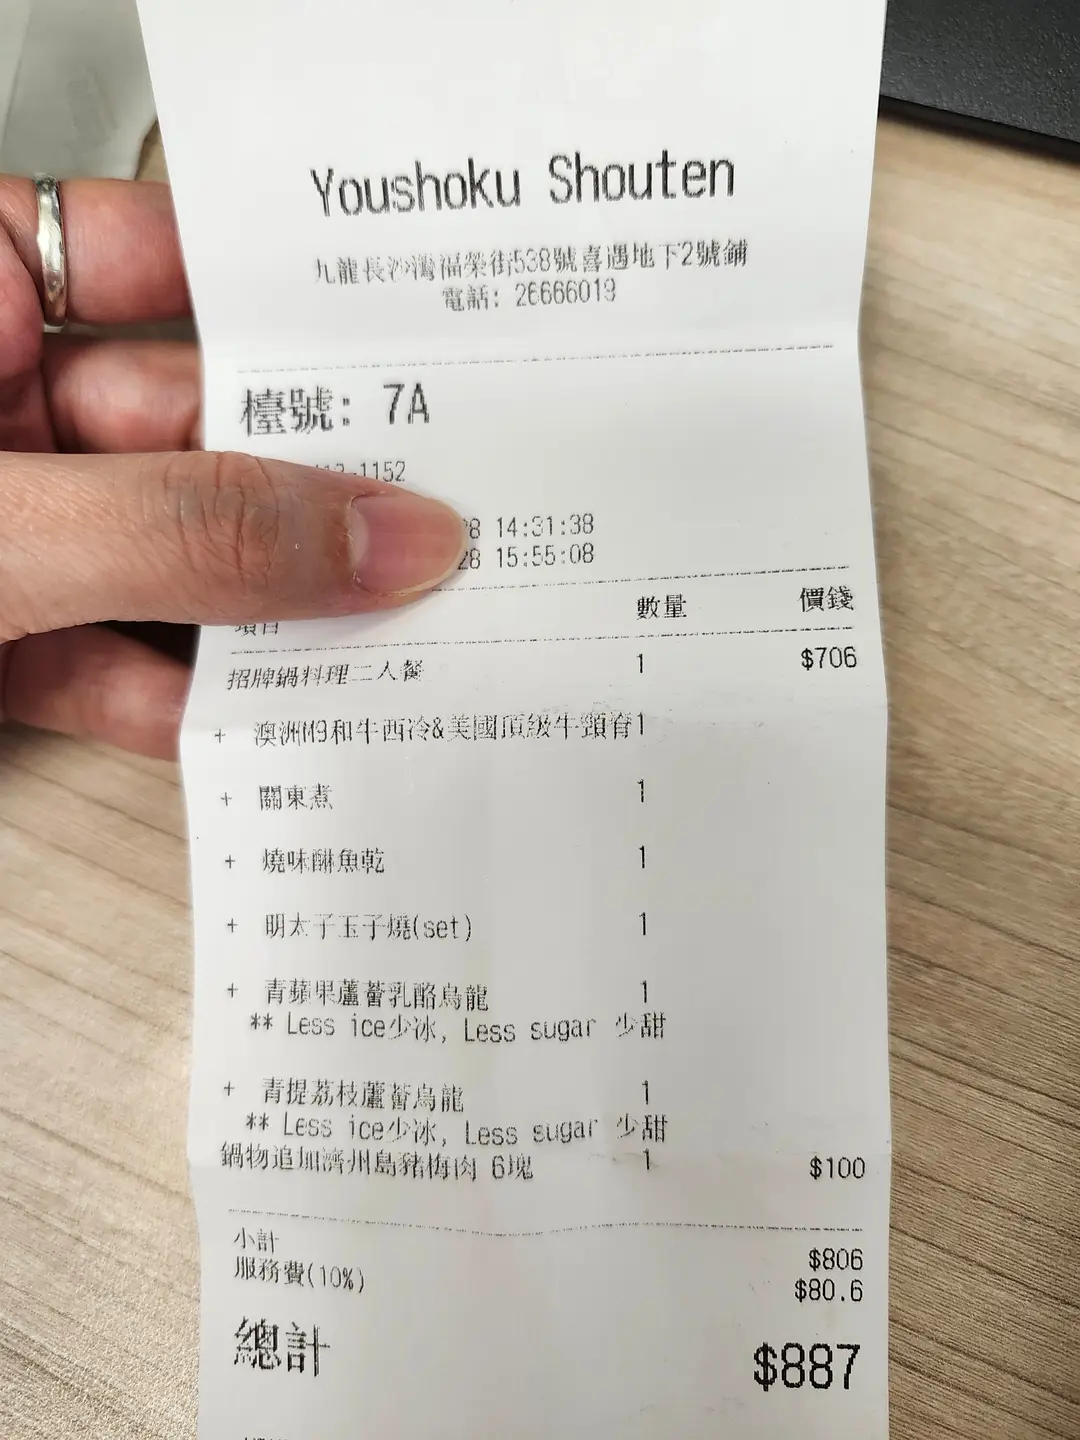 Youshoku Shouten
九龍長沙灣福榮街538號喜遇地下2號鋪
電話: 26666019
檯號: 7A
-1152
14:31:38
28 15:55:08
項目 數量 價錢
招牌鍋料理二人餐 1 $706
+ 澳洲M9和牛西冷&美國頂級牛頸脊 1
+ 關東煮 1
+ 燒味醂魚乾 1
+ 明太子玉子燒(set) 1
+ 青蘋果蘆薈乳酪烏龍 1
** Less ice少冰, Less sugar 少甜
+ 青提荔枝蘆薈烏龍 1
** Less ice少冰, Less sugar 少甜
鍋物追加濟州島豬梅肉 6塊 1 $100
小計 $806
服務費(10%) $80.6
總計 $887